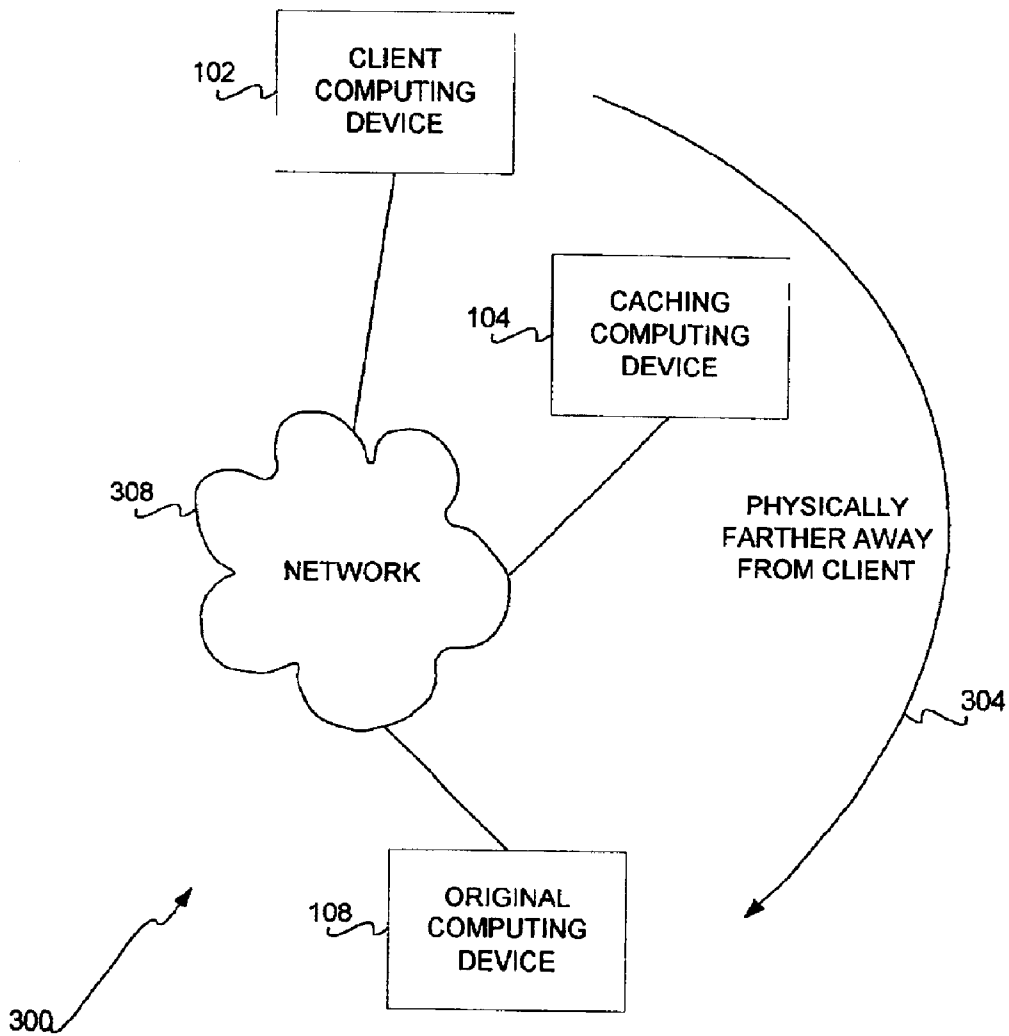 CLIENT
COMPUTING
DEVICE
102
CACHING
COMPUTING
DEVICE
104
308
NETWORK
PHYSICALLY
FARTHER AWAY
FROM CLIENT
304
ORIGINAL
COMPUTING
DEVICE
108
300